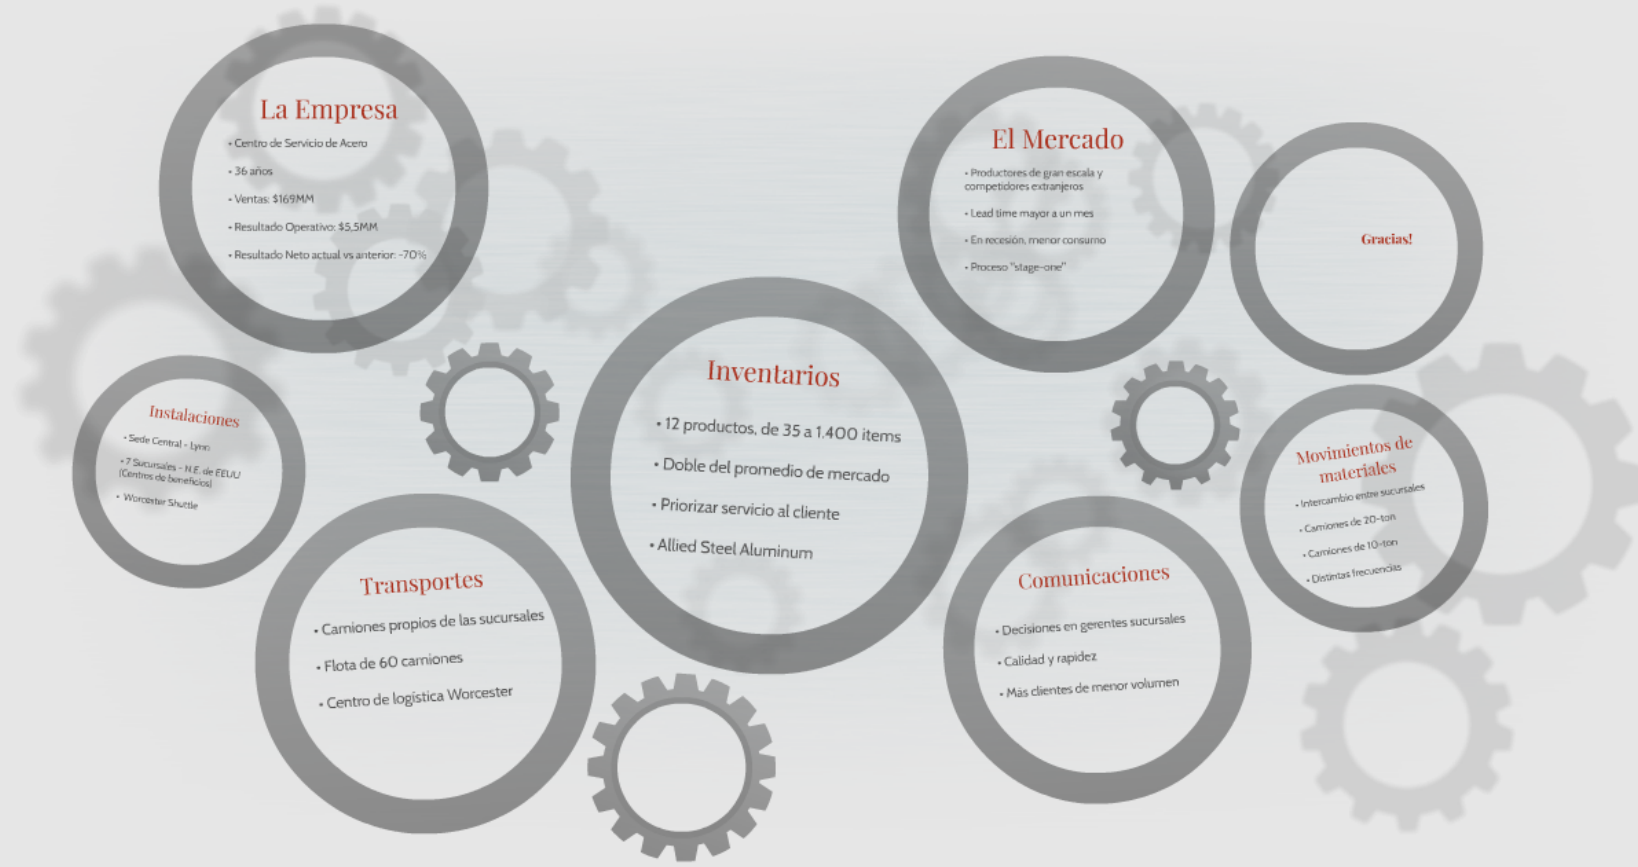 La Empresa
• Centro de Servicio de Acero
• 36 años
• Ventas: $169MM
• Resultado Operativo: $5,5MM
• Resultado Neto actual vs anterior: -70%
El Mercado
• Productores de gran escala y
competidores extranjeros
• Lead time mayor a un mes
• En recesión, menor consumo
• Proceso "stage-one"
Gracias!
Instalaciones
• Sede Central - Lynn
• 7 Sucursales - N.E. de EEUU
(Centros de beneficios)
• Worcester Shuttle
Inventarios
• 12 productos, de 35 a 1.400 items
• Doble del promedio de mercado
• Priorizar servicio al cliente
• Allied Steel Aluminum
Movimientos de
materiales
• Intercambio entre sucursales
• Camiones de 20-ton
• Camiones de 10-ton
• Distintas frecuencias
Transportes
• Camiones propios de las sucursales
• Flota de 60 camiones
• Centro de logística Worcester
Comunicaciones
• Decisiones en gerentes sucursales
• Calidad y rapidez
• Más clientes de menor volumen